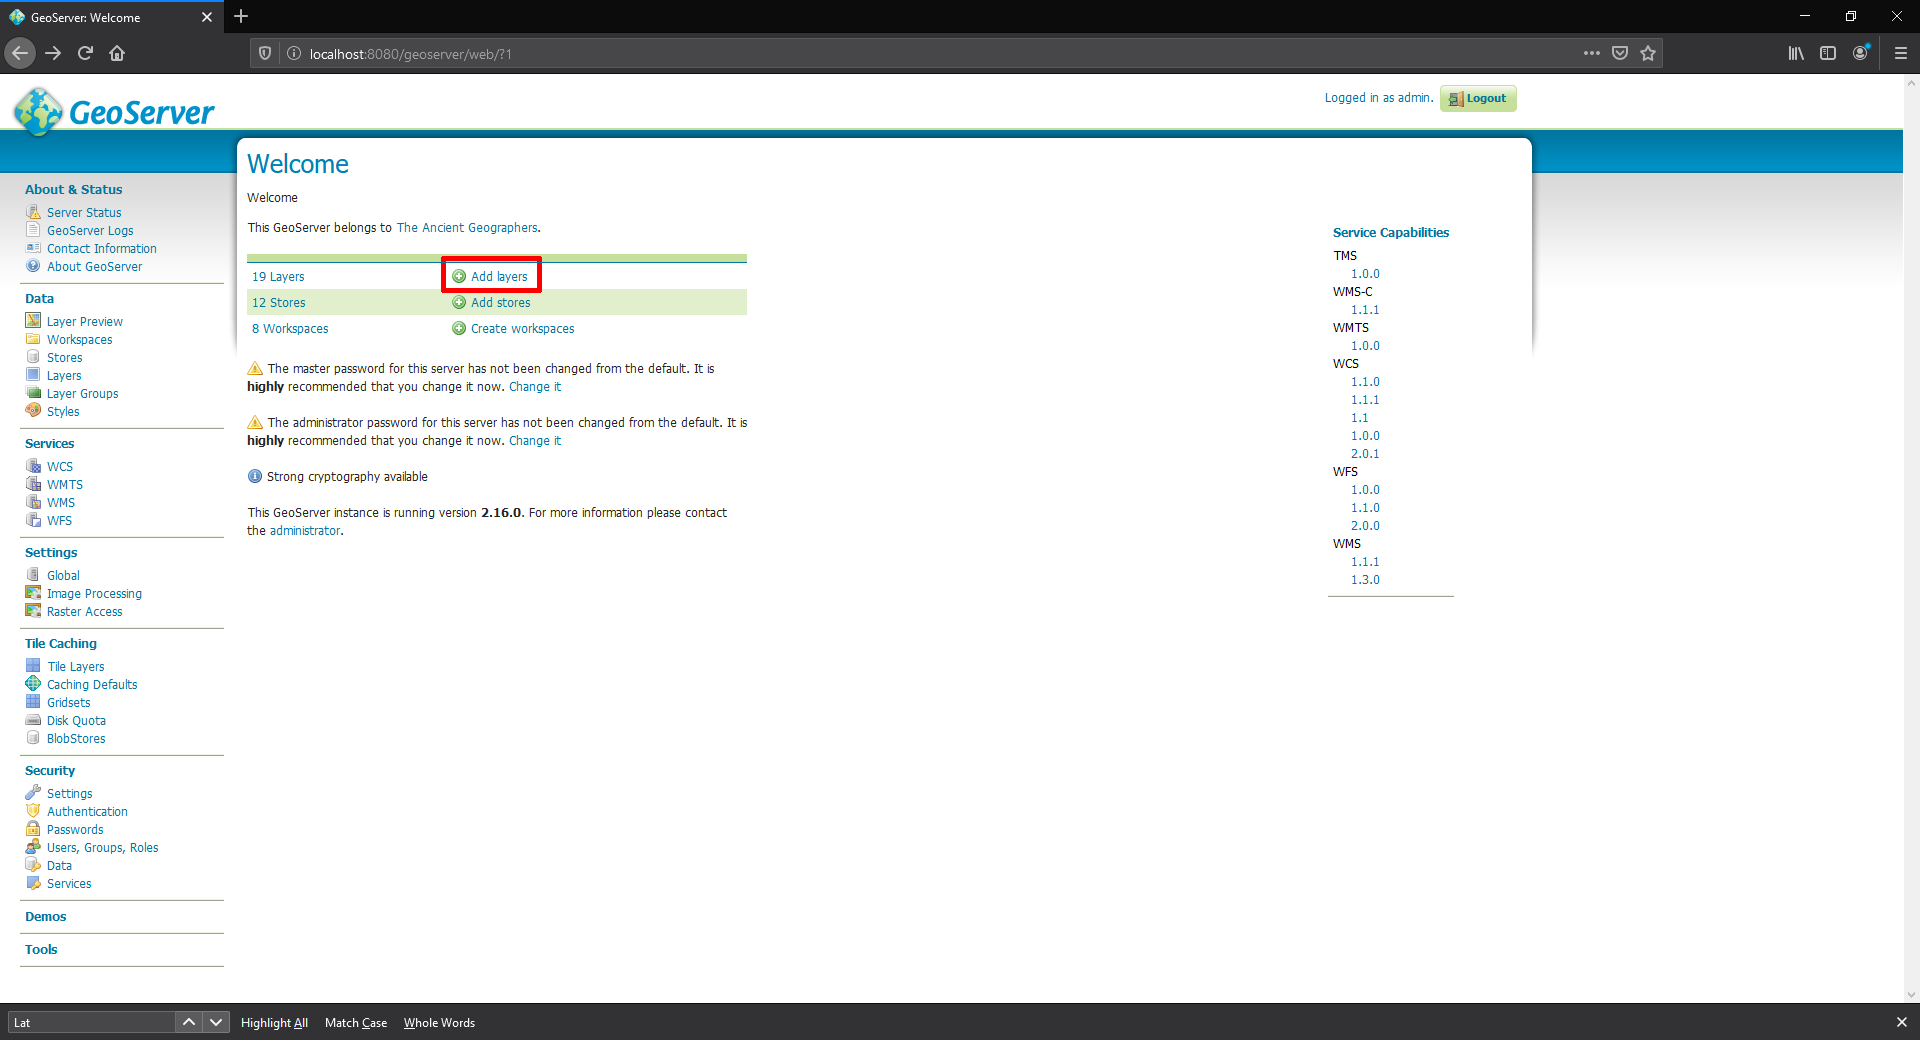 GeoServer: Welcome
localhost:8080/geoserver/web/?1
GeoServer
Logged in as admin. Logout
Welcome
Welcome
This GeoServer belongs to The Ancient Geographers.
19 Layers Add layers
12 Stores Add stores
8 Workspaces Create workspaces
The master password for this server has not been changed from the default. It is
highly recommended that you change it now. Change it
The administrator password for this server has not been changed from the default. It is
highly recommended that you change it now. Change it
Strong cryptography available
This GeoServer instance is running version 2.16.0. For more information please contact
the administrator.
About & Status
Server Status
GeoServer Logs
Contact Information
About GeoServer
Data
Layer Preview
Workspaces
Stores
Layers
Layer Groups
Styles
Services
WCS
WMTS
WMS
WFS
Settings
Global
Image Processing
Raster Access
Tile Caching
Tile Layers
Caching Defaults
Gridsets
Disk Quota
BlobStores
Security
Settings
Authentication
Passwords
Users, Groups, Roles
Data
Services
Demos
Tools
Service Capabilities
TMS
1.0.0
WMS-C
1.1.1
WMTS
1.0.0
WCS
1.1.0
1.1.1
1.1
1.0.0
2.0.1
WFS
1.0.0
1.1.0
2.0.0
WMS
1.1.1
1.3.0
Lat Highlight All Match Case Whole Words